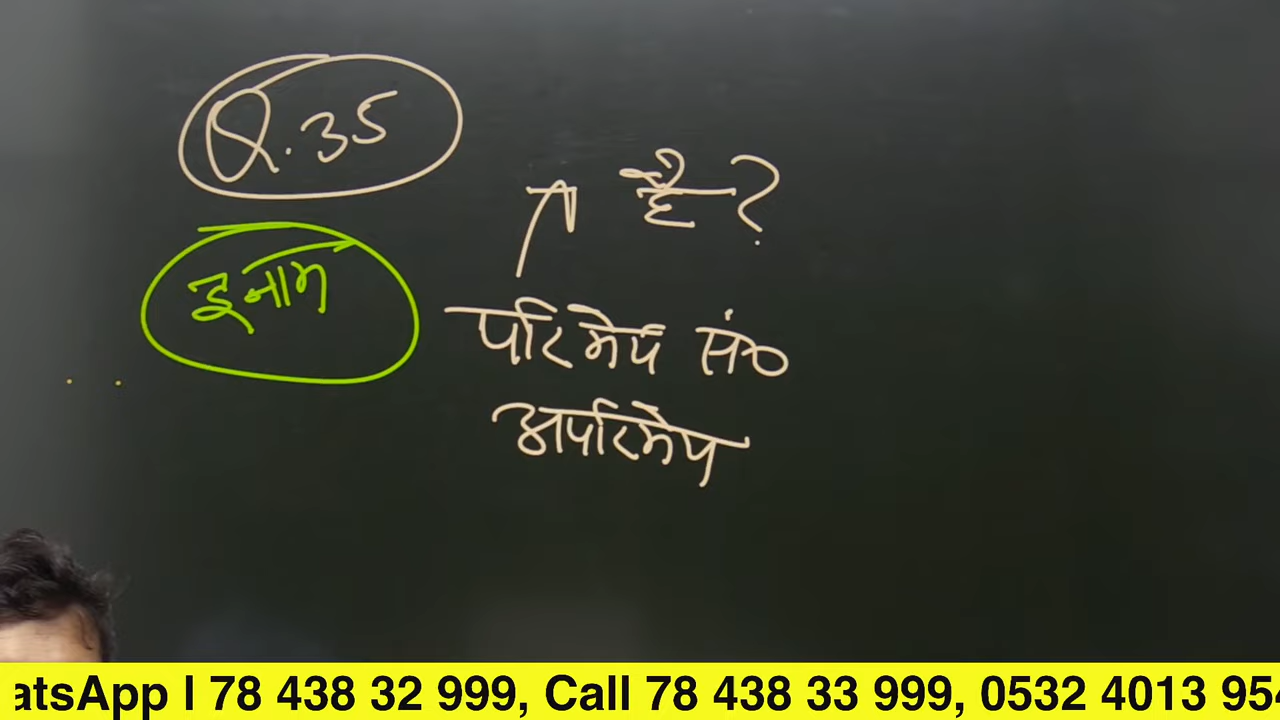 Q.35
π है?
इनाम
परिमेय सं०
अपरिमेय
atsApp I 78 438 32 999, Call 78 438 33 999, 0532 4013 95